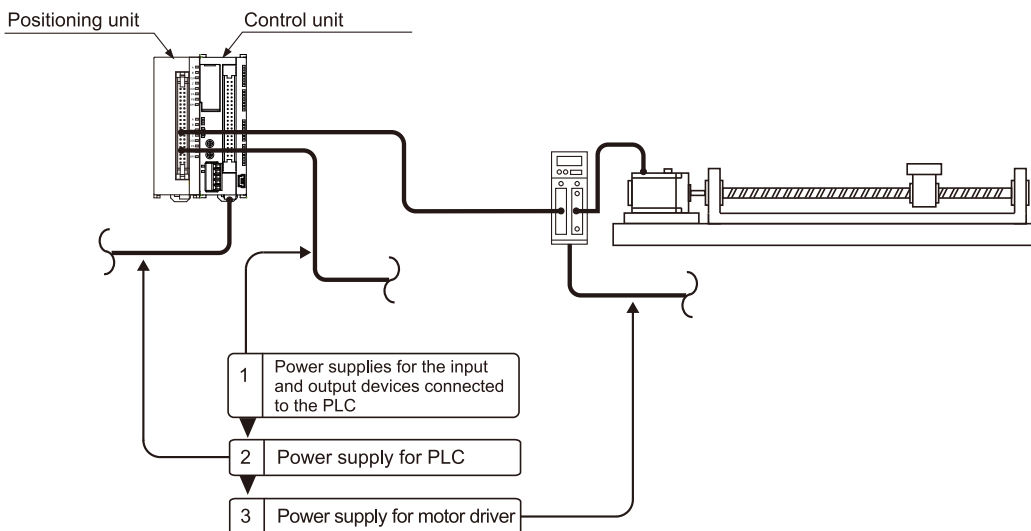 Positioning unit
Control unit
1
Power supplies for the input
and output devices connected
to the PLC
2
Power supply for PLC
3
Power supply for motor driver